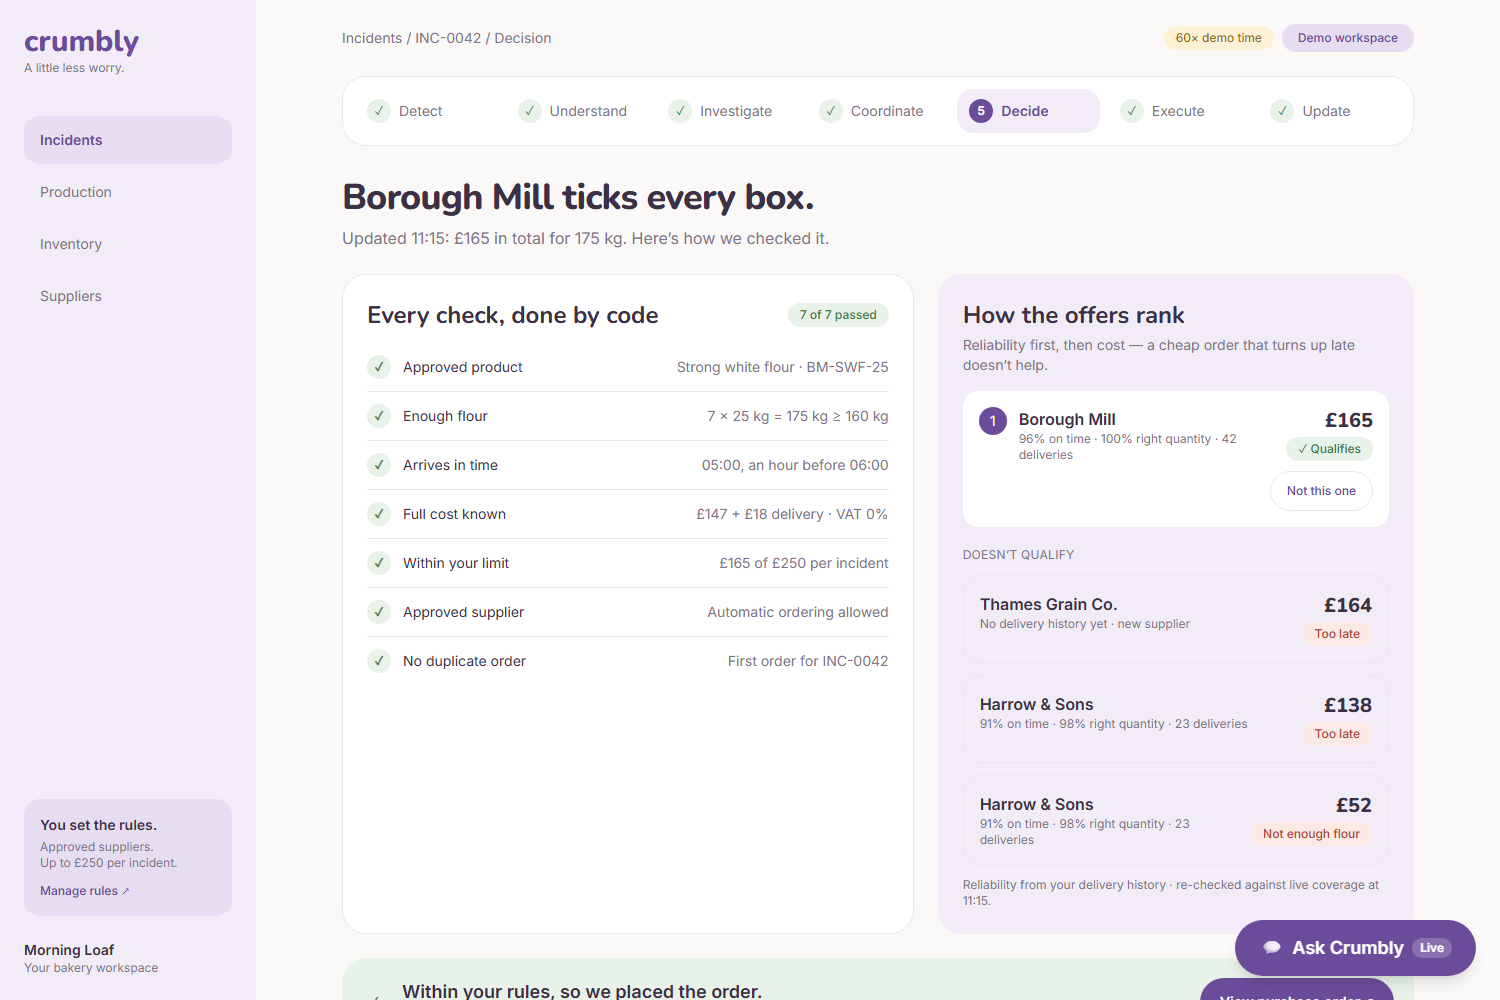 crumbly
A little less worry.
Incidents
Production
Inventory
Suppliers
You set the rules.
Approved suppliers.
Up to £250 per incident.
Manage rules ↗
Morning Loaf
Your bakery workspace
Incidents / INC-0042 / Decision
60× demo time
Demo workspace
✓ Detect
✓ Understand
✓ Investigate
✓ Coordinate
5 Decide
✓ Execute
✓ Update
Borough Mill ticks every box.
Updated 11:15: £165 in total for 175 kg. Here’s how we checked it.
Every check, done by code
7 of 7 passed
✓ Approved product Strong white flour · BM-SWF-25
✓ Enough flour 7 × 25 kg = 175 kg ≥ 160 kg
✓ Arrives in time 05:00, an hour before 06:00
✓ Full cost known £147 + £18 delivery · VAT 0%
✓ Within your limit £165 of £250 per incident
✓ Approved supplier Automatic ordering allowed
✓ No duplicate order First order for INC-0042
How the offers rank
Reliability first, then cost — a cheap order that turns up late
doesn’t help.
1 Borough Mill £165
96% on time · 100% right quantity · 42
deliveries
✓ Qualifies
Not this one
DOESN’T QUALIFY
Thames Grain Co. £164
No delivery history yet · new supplier
Too late
Harrow & Sons £138
91% on time · 98% right quantity · 23 deliveries
Too late
Harrow & Sons £52
91% on time · 98% right quantity · 23
deliveries
Not enough flour
Reliability from your delivery history · re-checked against live coverage at
11:15.
Ask Crumbly Live
Within your rules, so we placed the order.